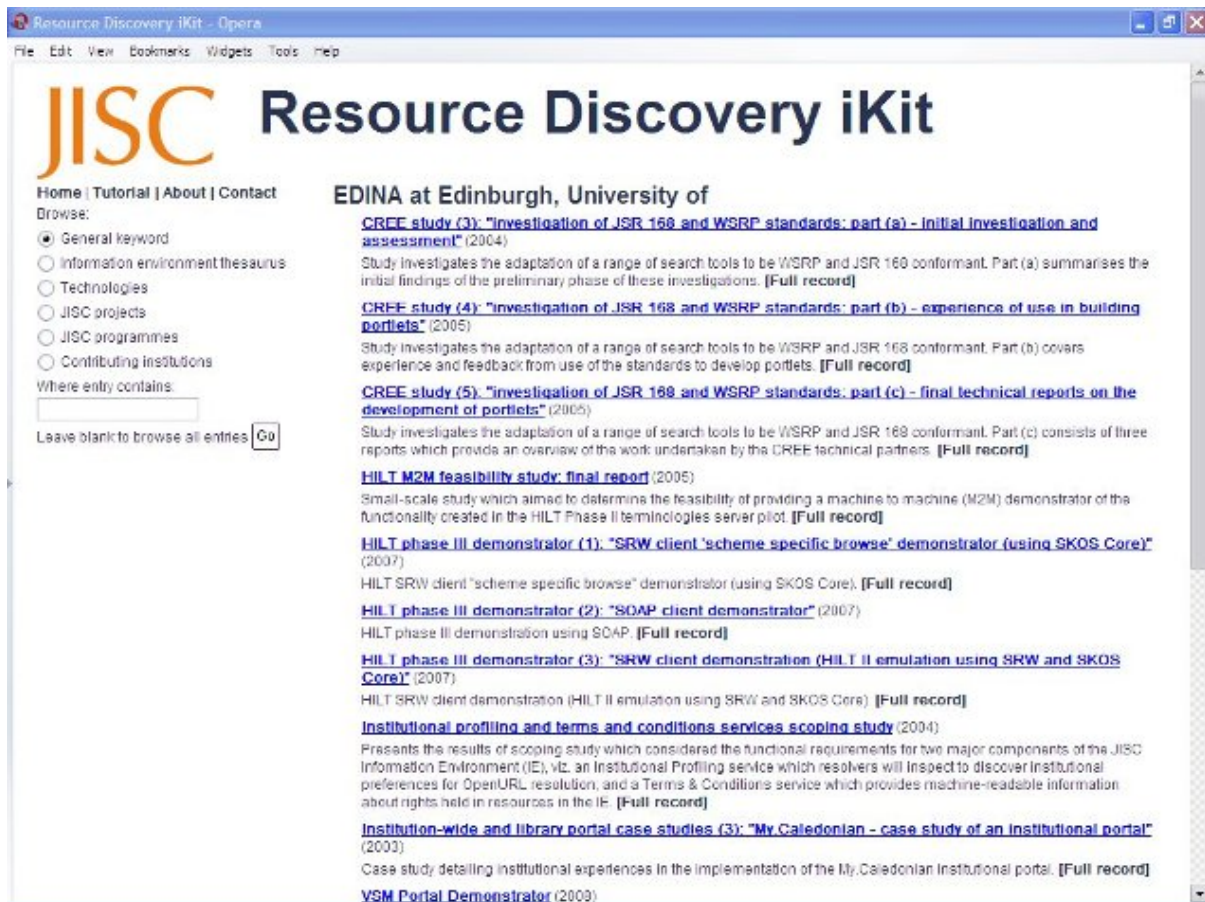 Resource Discovery iKit - Opera
File Edit View Bookmarks Widgets Tools Help
JISC
Resource Discovery iKit
Home | Tutorial | About | Contact
Browse:
General keyword
Information environment thesaurus
Technologies
JISC projects
JISC programmes
Contributing institutions
Where entry contains:
Leave blank to browse all entries Go
EDINA at Edinburgh, University of
CREE study (3): "investigation of JSR 168 and WSRP standards: part (a) - initial investigation and
assessment" (2004)
Study investigates the adaptation of a range of search tools to be WSRP and JSR 168 conformant. Part (a) summarises the
initial findings of the preliminary phase of these investigations. [Full record]
CREE study (4): "investigation of JSR 168 and WSRP standards: part (b) - experience of use in building
portlets" (2005)
Study investigates the adaptation of a range of search tools to be WSRP and JSR 168 conformant. Part (b) covers
experience and feedback from use of the standards to develop portlets. [Full record]
CREE study (5): "investigation of JSR 168 and WSRP standards: part (c) - final technical reports on the
development of portlets" (2005)
Study investigates the adaptation of a range of search tools to be WSRP and JSR 168 conformant. Part (c) consists of three
reports which provide an overview of the work undertaken by the CREE technical partners. [Full record]
HILT M2M feasibility study: final report (2005)
Small-scale study which aimed to determine the feasibility of providing a machine to machine (M2M) demonstrator of the
functionality created in the HILT Phase II terminologies server pilot. [Full record]
HILT phase III demonstrator (1): "SRW client 'scheme specific browse' demonstrator (using SKOS Core)"
(2007)
HILT SRW client "scheme specific browse" demonstrator (using SKOS Core). [Full record]
HILT phase III demonstrator (2): "SOAP client demonstrator" (2007)
HILT phase III demonstration using SOAP. [Full record]
HILT phase III demonstrator (3): "SRW client demonstration (HILT II emulation using SRW and SKOS
Core)" (2007)
HILT SRW client demonstration (HILT II emulation using SRW and SKOS Core). [Full record]
Institutional profiling and terms and conditions services scoping study (2004)
Presents the results of scoping study which considered the functional requirements for two major components of the JISC
Information Environment (IE), viz. an Institutional Profiling service which resolvers will inspect to discover institutional
preferences for OpenURL resolution; and a Terms & Conditions service which provides machine-readable information
about rights held in resources in the IE. [Full record]
Institution-wide and library portal case studies (3): "My.Caledonian - case study of an institutional portal"
(2003)
Case study detailing institutional experiences in the implementation of the My.Caledonian institutional portal. [Full record]
VSM Portal Demonstrator (2009)